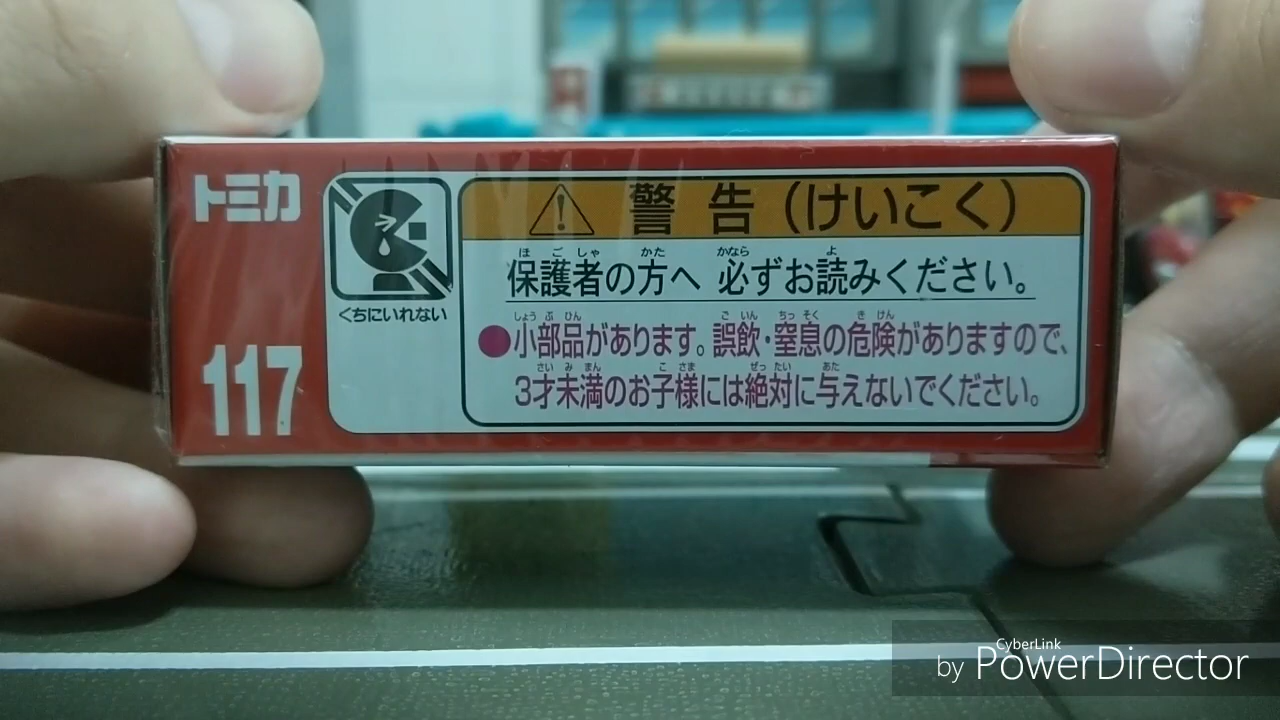 トミカ
117
くちにいれない
警告（けいこく）
ほごしゃ かた かなら よ
保護者の方へ 必ずお読みください。
しょうぶひん ごいん ちっそく きけん
●小部品があります。誤飲・窒息の危険がありますので、
さいみまん こさま ぜったい あた
3才未満のお子様には絶対に与えないでください。
CyberLink
by PowerDirector